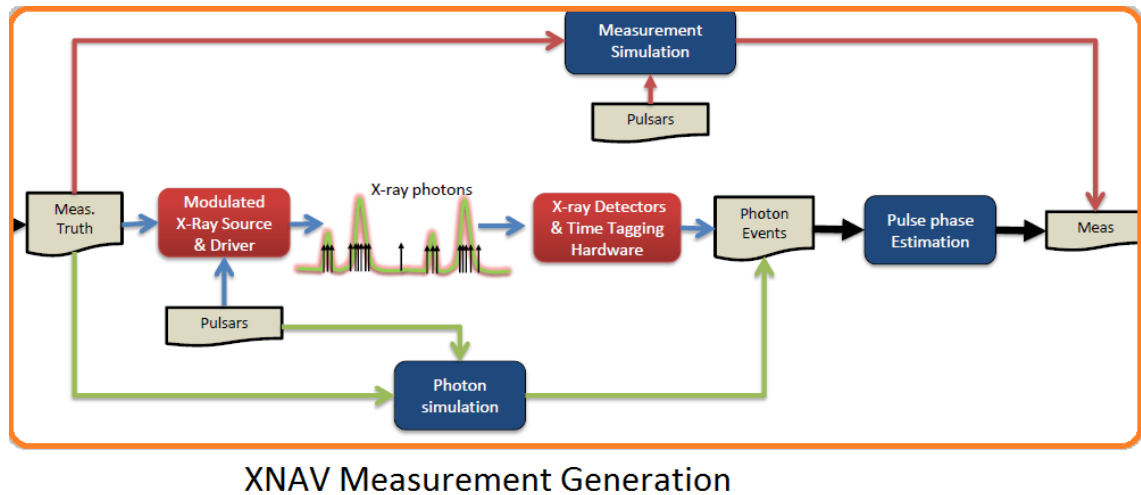 Measurement
Simulation
Pulsars
X-ray photons
Meas.
Truth
Modulated
X-Ray Source
& Driver
X-ray Detectors
& Time Tagging
Hardware
Photon
Events
Pulse phase
Estimation
Meas
Pulsars
Photon
simulation
XNAV Measurement Generation